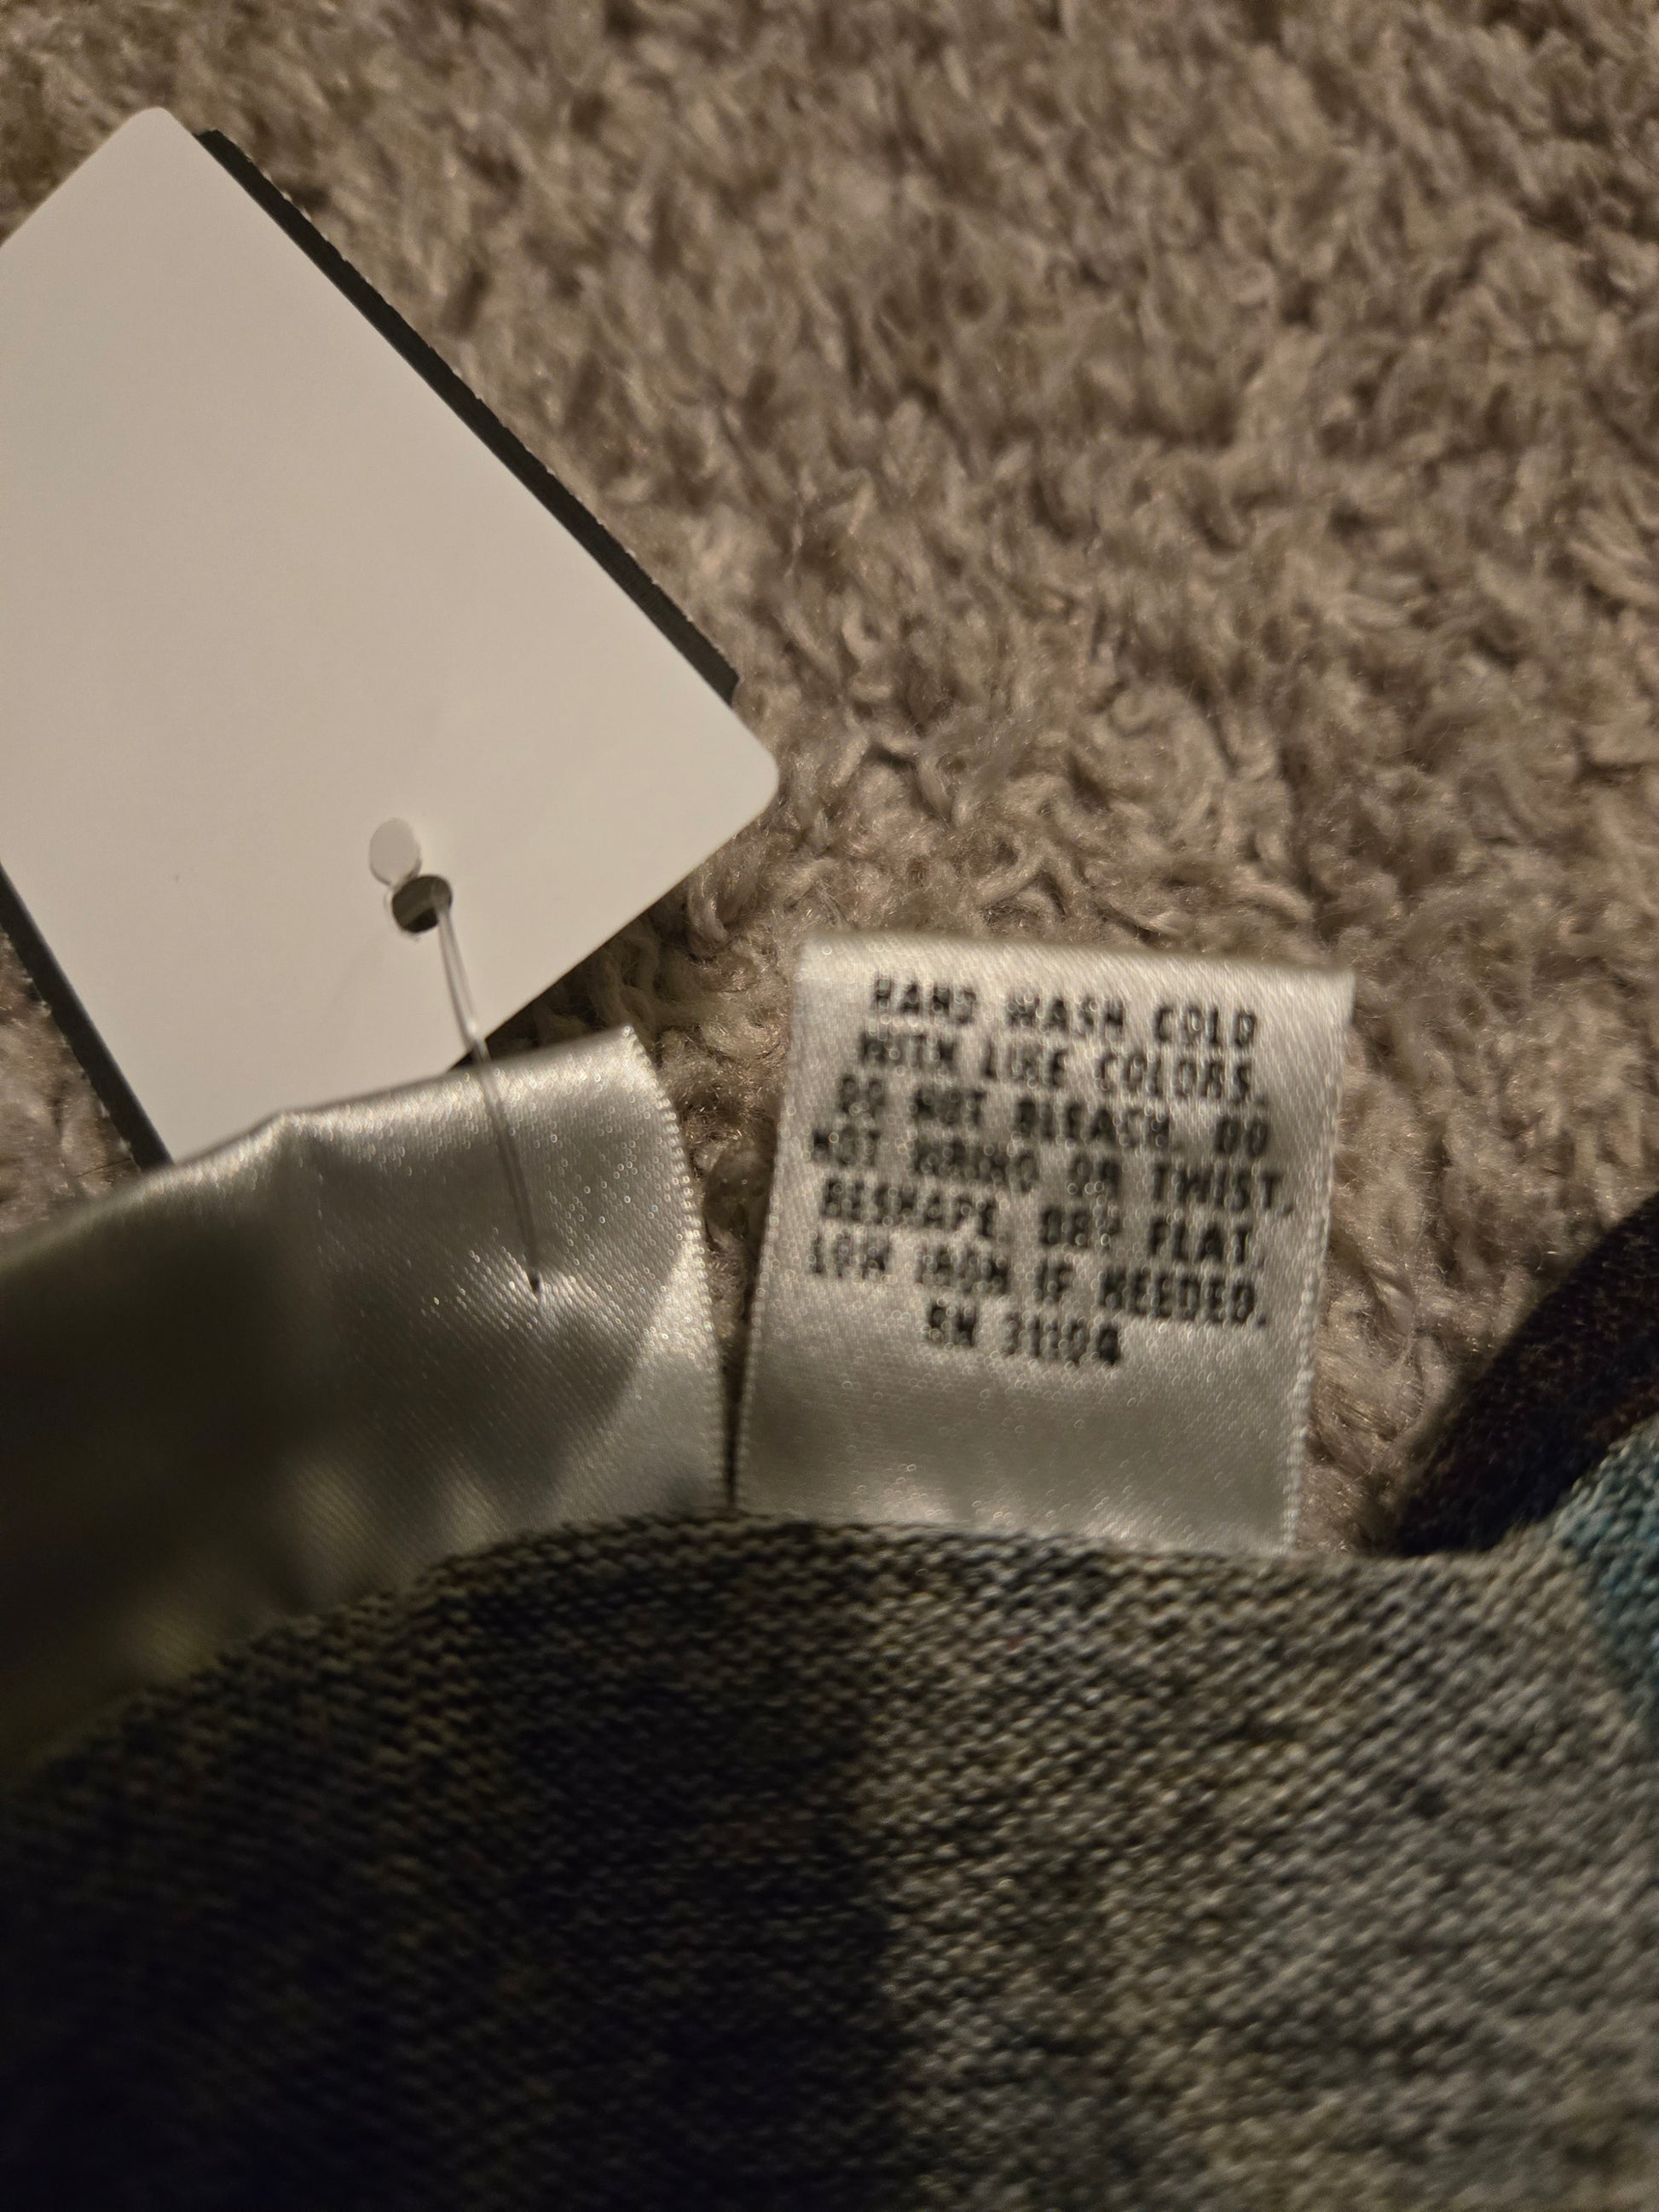 HAND WASH COLD
WITH LIKE COLORS.
DO NOT BLEACH. DO
NOT WRING OR TWIST.
RESHAPE. DRY FLAT.
LOW IRON IF NEEDED.
RN 31104